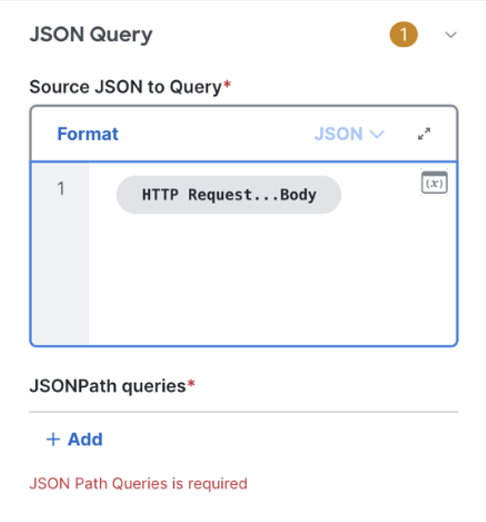 JSON Query 1
Source JSON to Query*
Format JSON
1 HTTP Request...Body (x)
JSONPath queries*
+ Add
JSON Path Queries is required